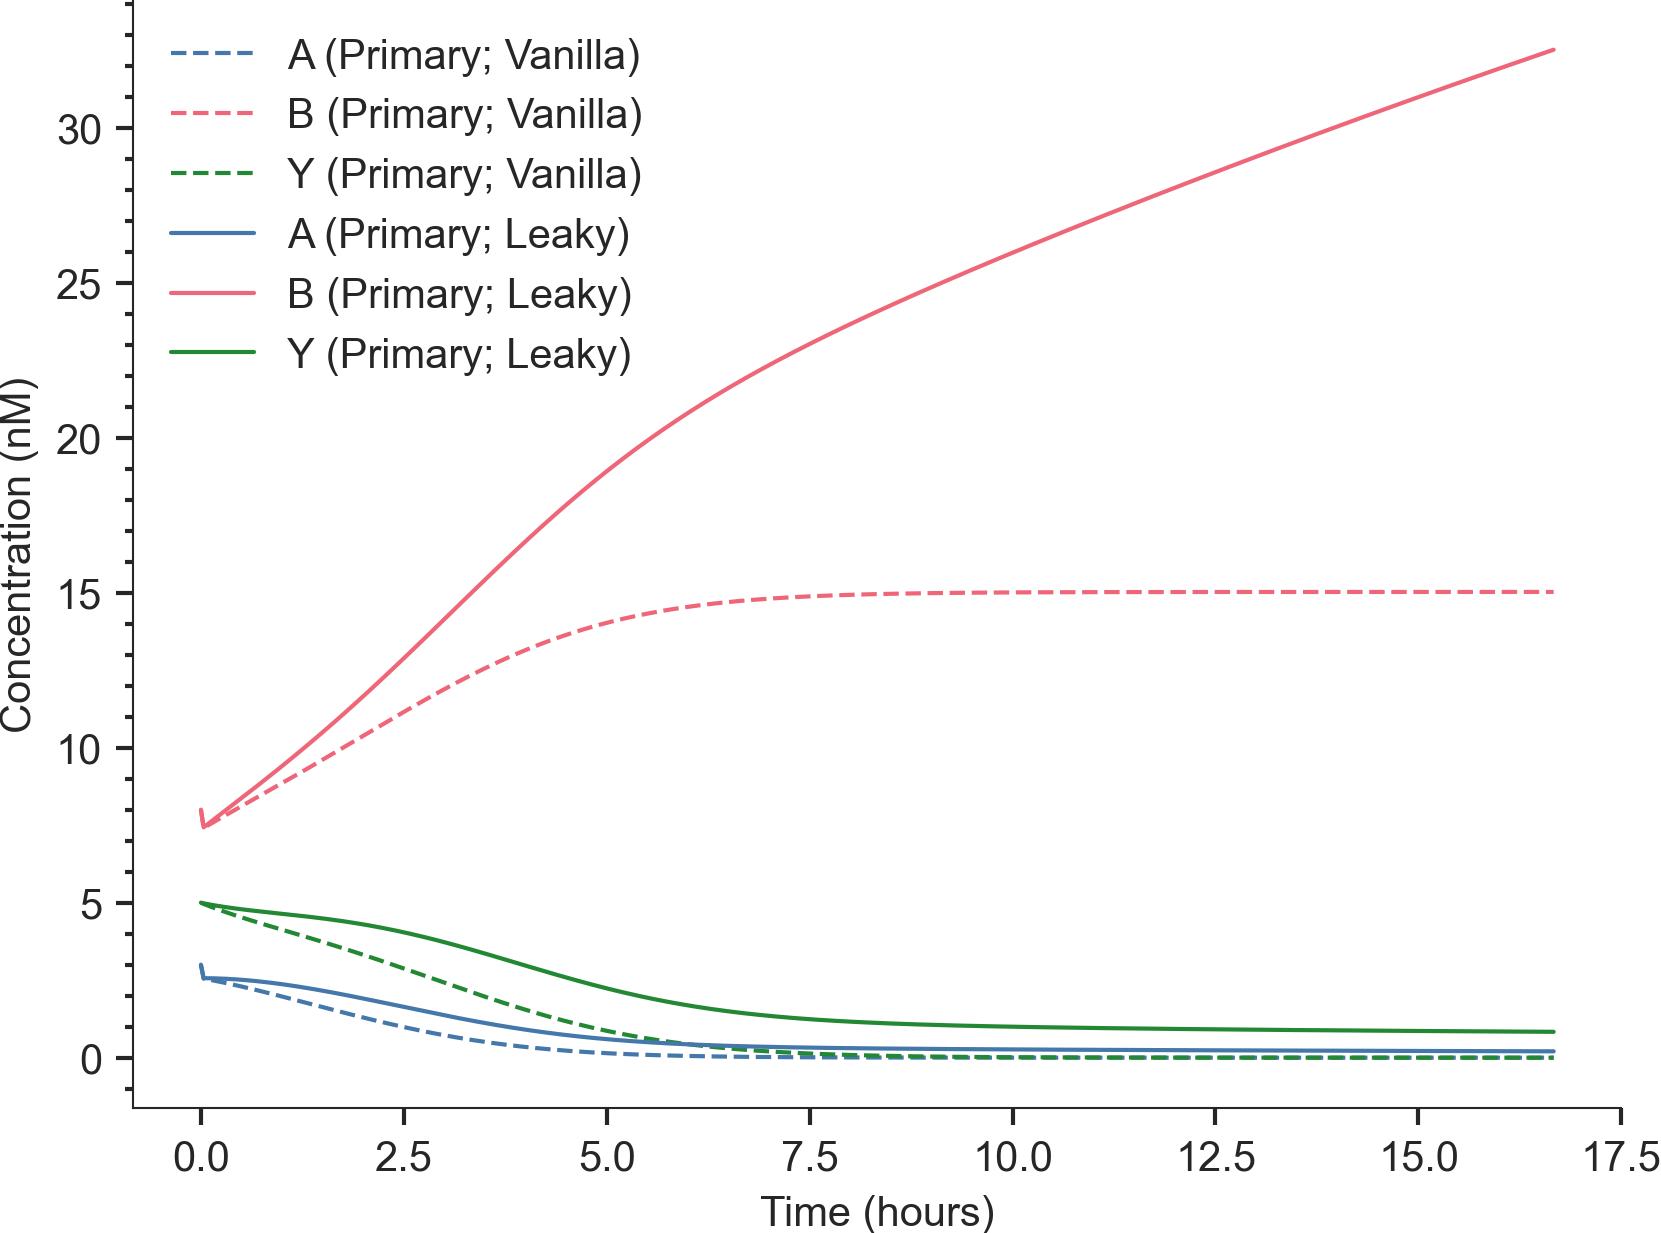 A (Primary; Vanilla)
B (Primary; Vanilla)
Y (Primary; Vanilla)
A (Primary; Leaky)
B (Primary; Leaky)
Y (Primary; Leaky)
Concentration (nM)
30
25
20
15
10
5
0
0.0 2.5 5.0 7.5 10.0 12.5 15.0 17.5
Time (hours)